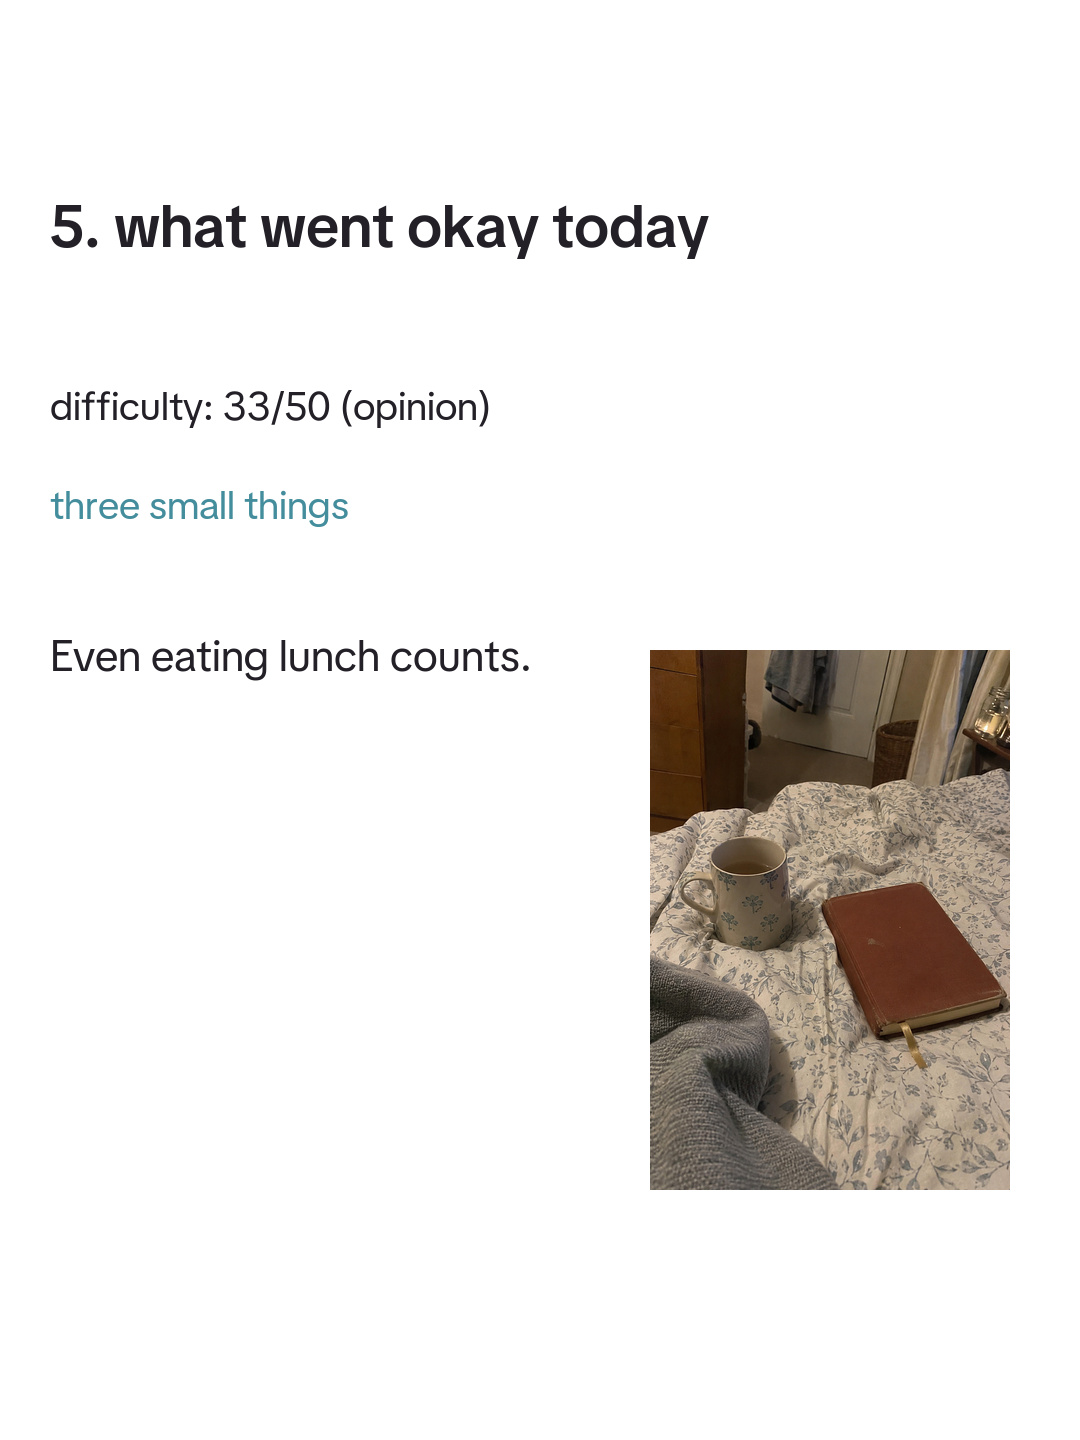 5. what went okay today
difficulty: 33/50 (opinion)
three small things
Even eating lunch counts.